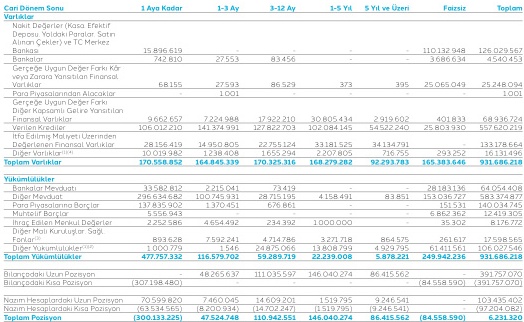 Cari Dönem Sonu 1 Aya Kadar 1-3 Ay 3-12 Ay 1-5 Yıl 5 Yıl ve Üzeri Faizsiz Toplam
Varlıklar
Nakit Değerler (Kasa, Efektif
Deposu, Yoldaki Paralar, Satın
Alınan Çekler) ve TC Merkez
Bankası 15.896.619 - - - - 110.132.948 126.029.567
Bankalar 742.810 27.553 83.456 - - 3.686.634 4.540.453
Gerçeğe Uygun Değer Farkı Kâr
veya Zarara Yansıtılan Finansal
Varlıklar 68.155 27.593 86.529 373 395 25.065.049 25.248.094
Para Piyasalarından Alacaklar - 1.001 - - - - 1.001
Gerçeğe Uygun Değer Farkı
Diğer Kapsamlı Gelire Yansıtılan
Finansal Varlıklar 9.662.657 7.224.988 17.922.210 30.805.434 2.919.602 401.833 68.936.724
Verilen Krediler 106.012.210 141.374.991 127.822.703 102.084.145 54.522.240 25.803.930 557.620.219
İtfa Edilmiş Maliyeti Üzerinden
Değerlenen Finansal Varlıklar 28.156.419 14.950.805 22.755.124 33.181.525 34.134.791 - 133.178.664
Diğer Varlıklar 10.019.982 1.238.408 1.655.294 2.207.805 716.755 293.252 16.131.496
Toplam Varlıklar 170.558.852 164.845.339 170.325.316 168.279.282 92.293.783 165.383.646 931.686.218
Yükümlülükler
Bankalar Mevduatı 33.582.812 2.215.041 73.419 - - 28.183.136 64.054.408
Diğer Mevduat 296.634.682 100.745.931 28.715.195 4.158.491 83.851 153.036.727 583.374.877
Para Piyasalarına Borçlar 137.835.902 1.370.451 676.861 - - 151.531 140.034.745
Muhtelif Borçlar 5.556.943 - - - - 6.862.362 12.419.305
İhraç Edilen Menkul Değerler 2.252.586 4.654.492 234.392 1.000.000 - 35.302 8.176.772
Diğer Mali Kuruluşlar. Sağl.
Fonlar 893.628 7.592.241 4.714.786 3.271.718 864.575 261.617 17.598.565
Diğer Yükümlülükler 1.000.779 1.546 24.875.066 13.808.799 4.929.795 61.411.561 106.027.546
Toplam Yükümlülükler 477.757.332 116.579.702 59.289.719 22.239.008 5.878.221 249.942.236 931.686.218
Bilançodaki Uzun Pozisyon - 48.265.637 111.035.597 146.040.274 86.415.562 - 391.757.070
Bilançodaki Kısa Pozisyon (307.198.480) - - - - (84.558.590) (391.757.070)
Nazım Hesaplardaki Uzun Pozisyon 70.599.820 7.460.045 14.609.201 1.519.795 9.246.541 - 103.435.402
Nazım Hesaplardaki Kısa Pozisyon (63.534.565) (8.200.934) (14.702.247) (1.519.795) (9.246.541) - (97.204.082)
Toplam Pozisyon (300.133.225) 47.524.748 110.942.551 146.040.274 86.415.562 (84.558.590) 6.231.320